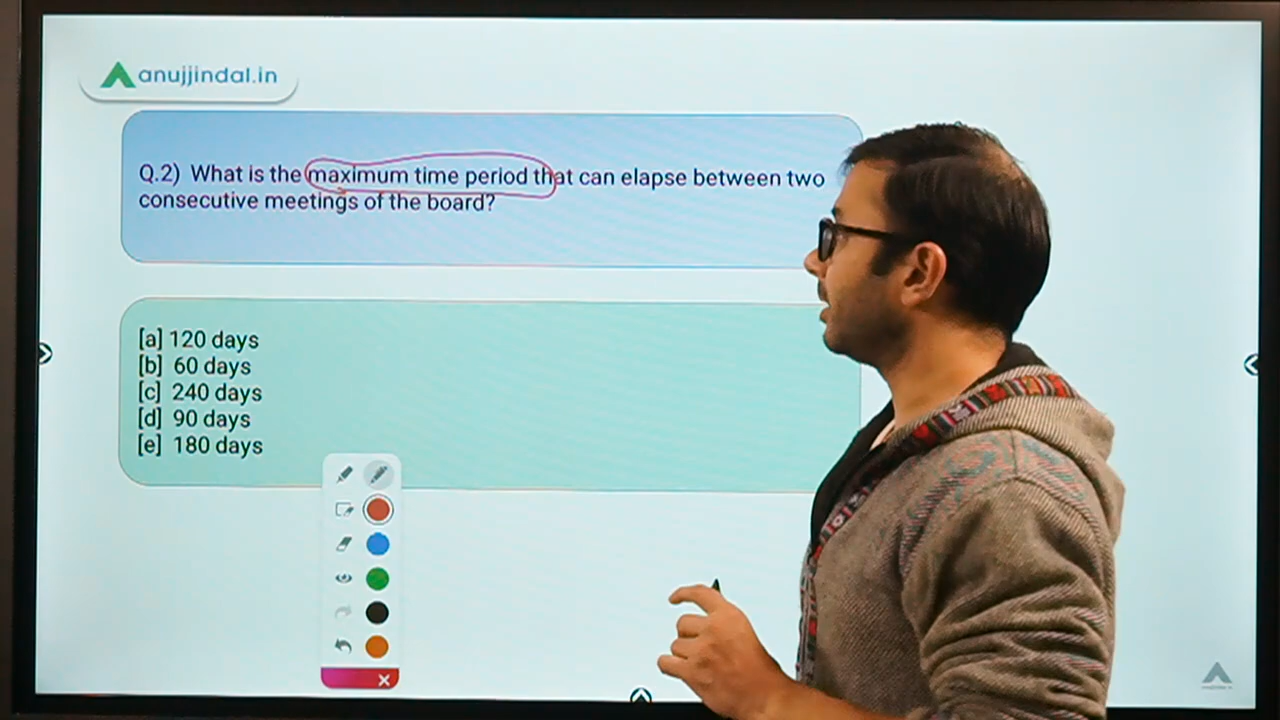 anujjindal.in
Q.2) What is the maximum time period that can elapse between two
consecutive meetings of the board?
[a] 120 days
[b] 60 days
[c] 240 days
[d] 90 days
[e] 180 days